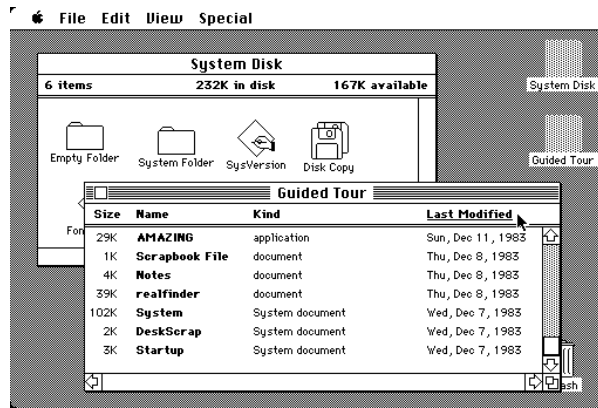 File Edit View Special
System Disk
6 items 232K in disk 167K available
System Disk
Empty Folder System Folder SysVersion Disk Copy
Guided Tour
Guided Tour
Size Name Kind Last Modified
29K AMAZING application Sun, Dec 11, 1983
1K Scrapbook File document Thu, Dec 8, 1983
4K Notes document Thu, Dec 8, 1983
39K realfinder document Thu, Dec 8, 1983
102K System System document Wed, Dec 7, 1983
2K DeskScrap System document Wed, Dec 7, 1983
3K Startup System document Wed, Dec 7, 1983